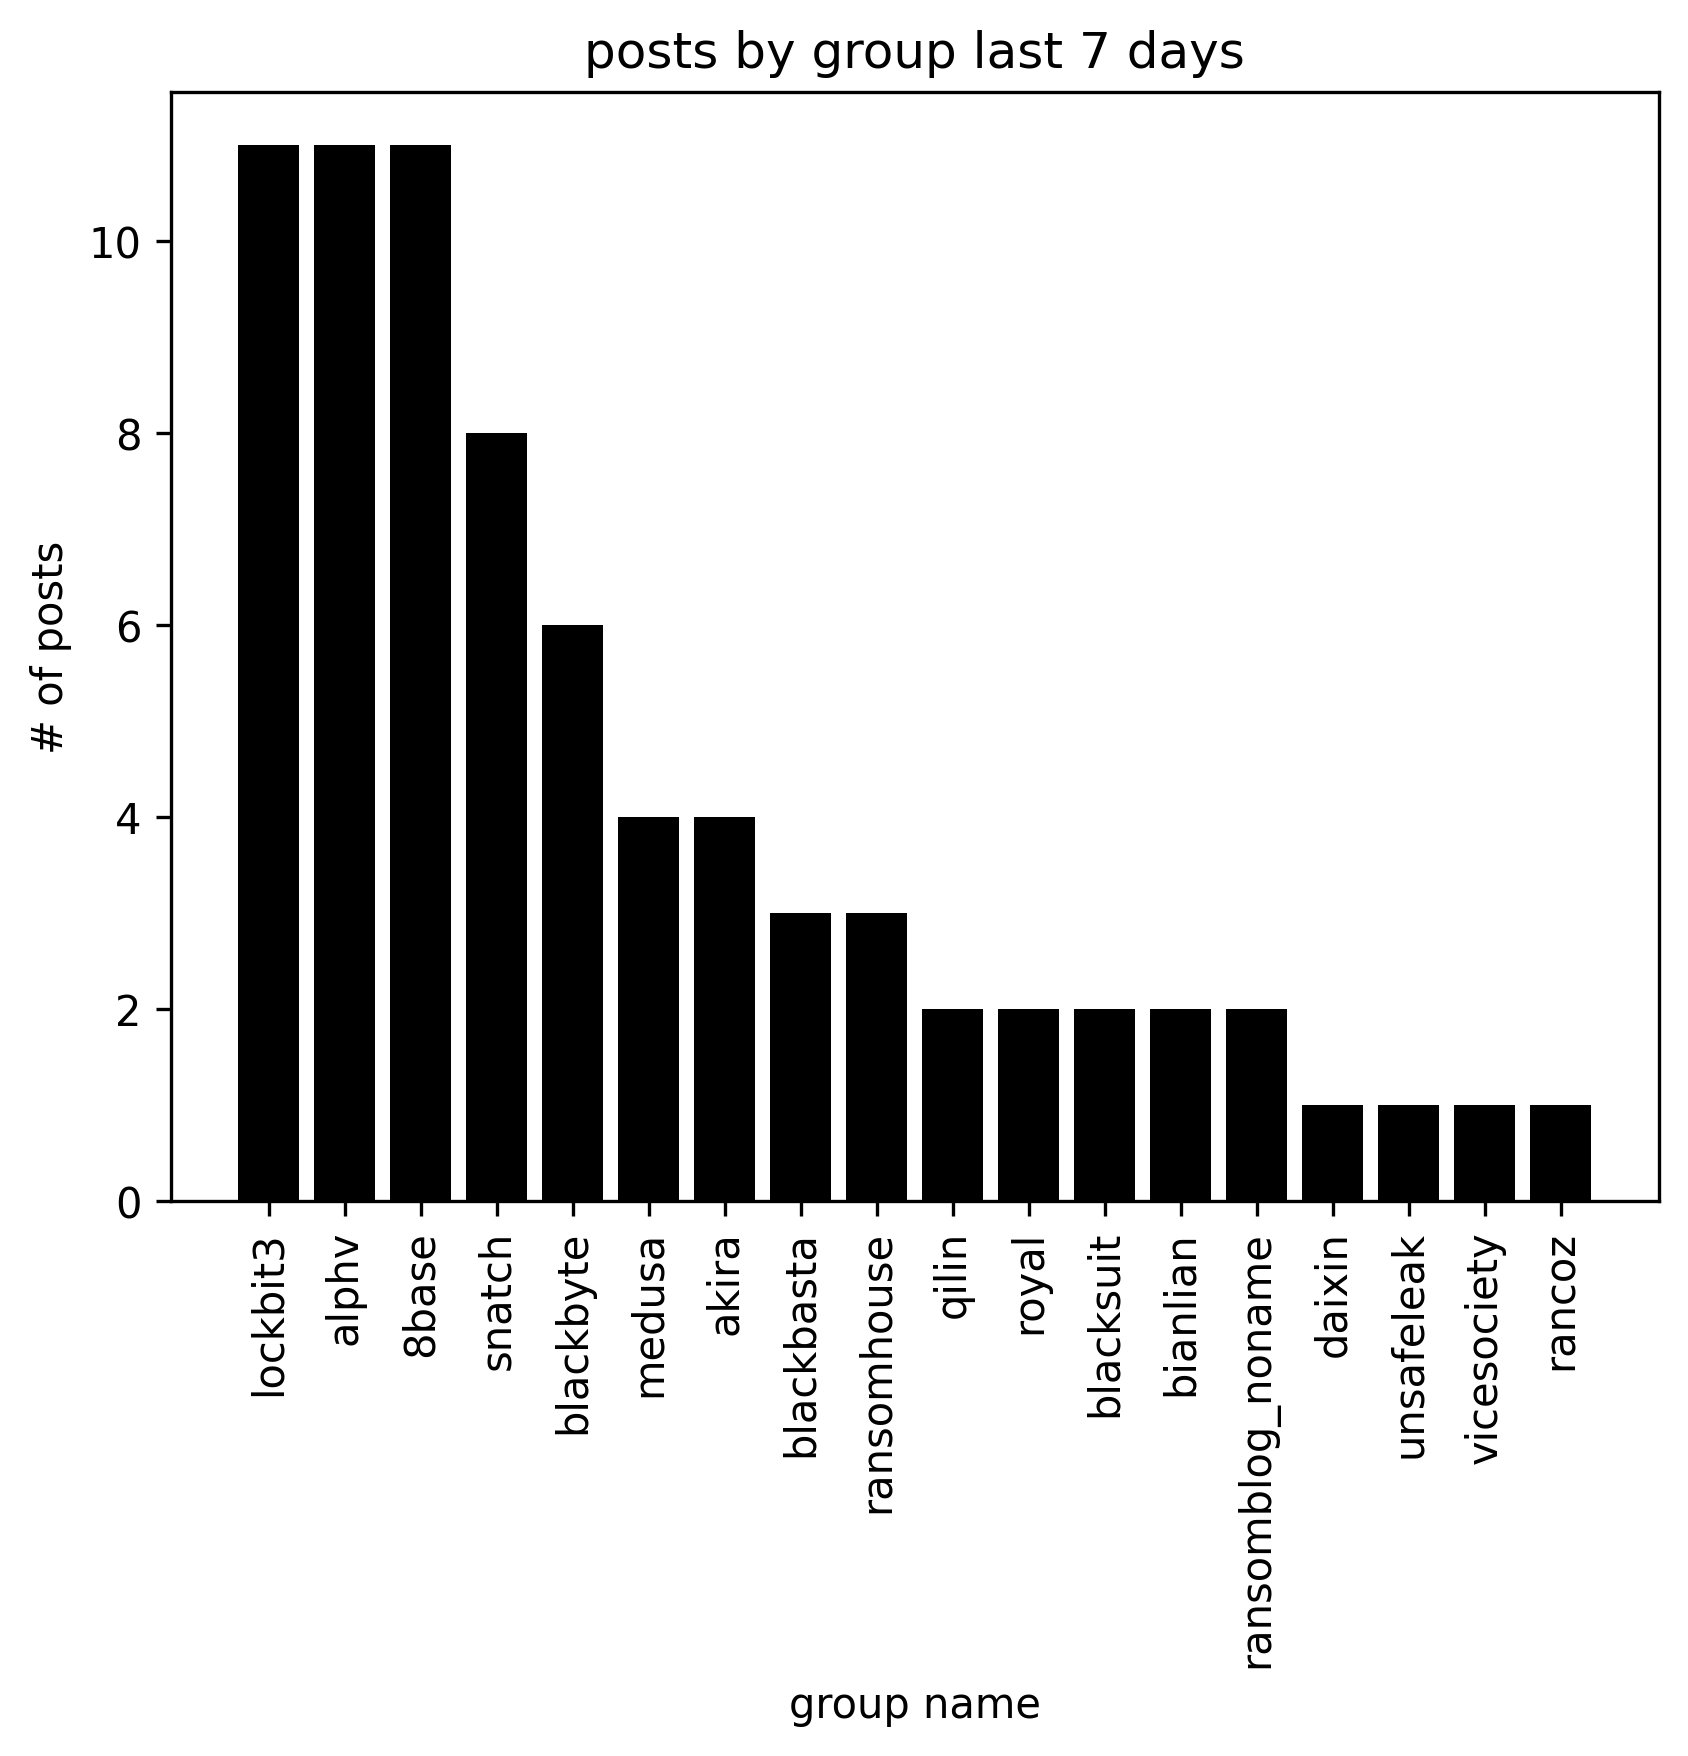 posts by group last 7 days
# of posts
10
8
6
4
2
0
lockbit3
alphv
8base
snatch
blackbyte
medusa
akira
blackbasta
ransomhouse
qilin
royal
blacksuit
bianlian
ransomblog_noname
daixin
unsafeleak
vicesociety
rancoz
group name